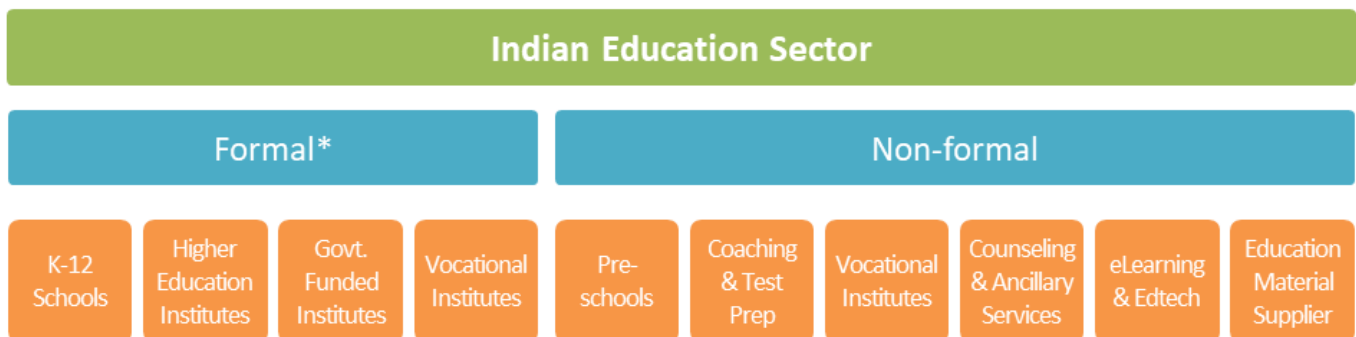 Indian Education Sector
Formal*
Non-formal
K-12
Schools
Higher
Education
Institutes
Govt.
Funded
Institutes
Vocational
Institutes
Pre-
schools
Coaching
& Test
Prep
Vocational
Institutes
Counseling
& Ancillary
Services
eLearning
& Edtech
Education
Material
Supplier